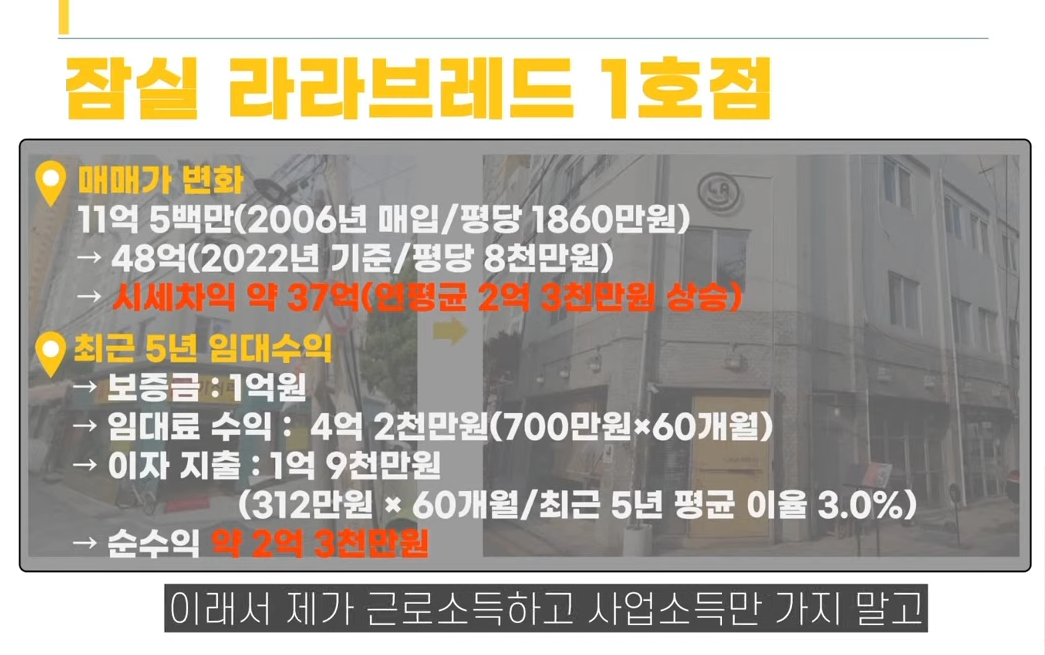 잠실 라라브레드 1호점
매매가 변화
11억 5백만(2006년 매입/평당 1860만원)
→ 48억(2022년 기준/평당 8천만원)
→ 시세차익 약 37억(연평균 2억 3천만원 상승)
최근 5년 임대수익
→ 보증금 : 1억원
→ 임대료 수익 : 4억 2천만원(700만원×60개월)
→ 이자 지출 : 1억 9천만원
(312만원 × 60개월/최근 5년 평균 이율 3.0%)
→ 순수익 약 2억 3천만원
이래서 제가 근로소득하고 사업소득만 가지 말고